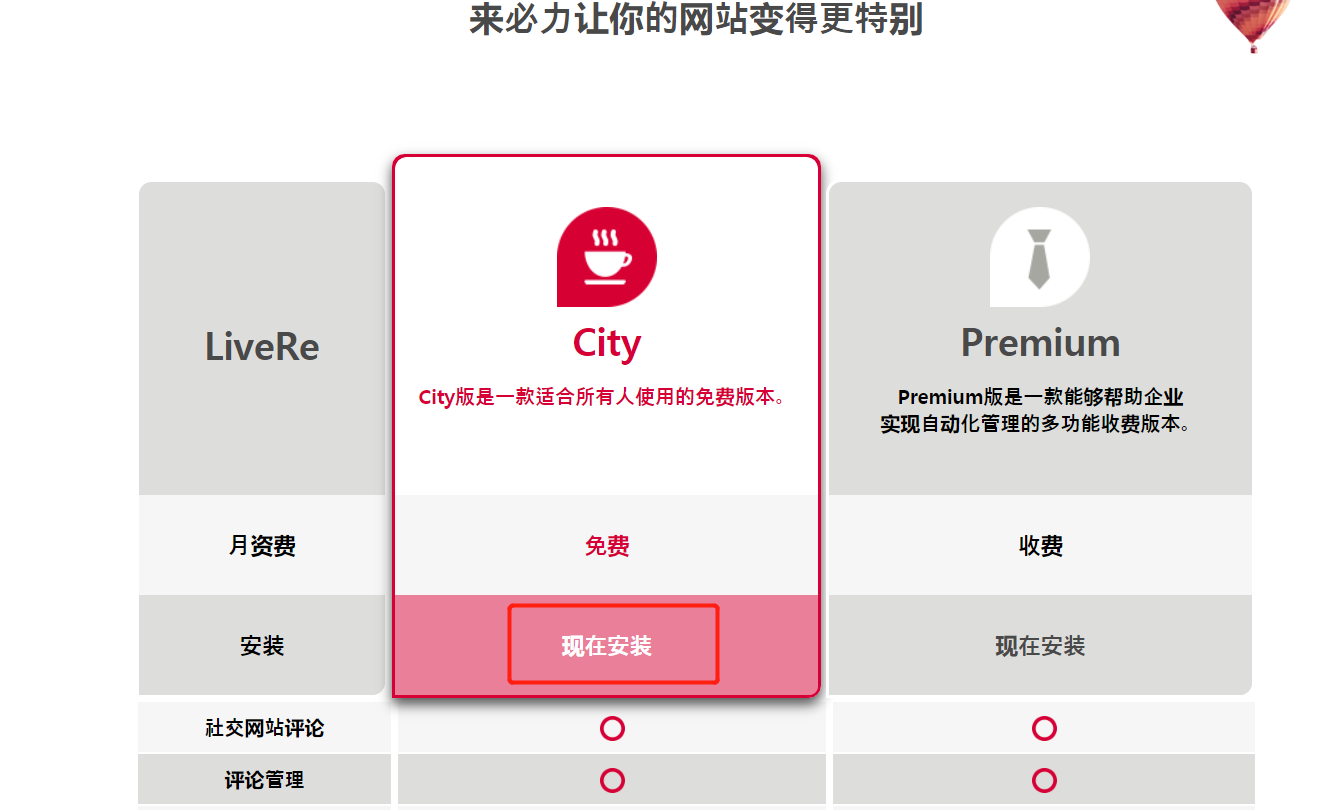 来必力让你的网站变得更特别
LiveRe
City
City版是一款适合所有人使用的免费版本。
Premium
Premium版是一款能够帮助企业
实现自动化管理的多功能收费版本。
月资费
免费
收费
安装
现在安装
现在安装
社交网站评论
评论管理